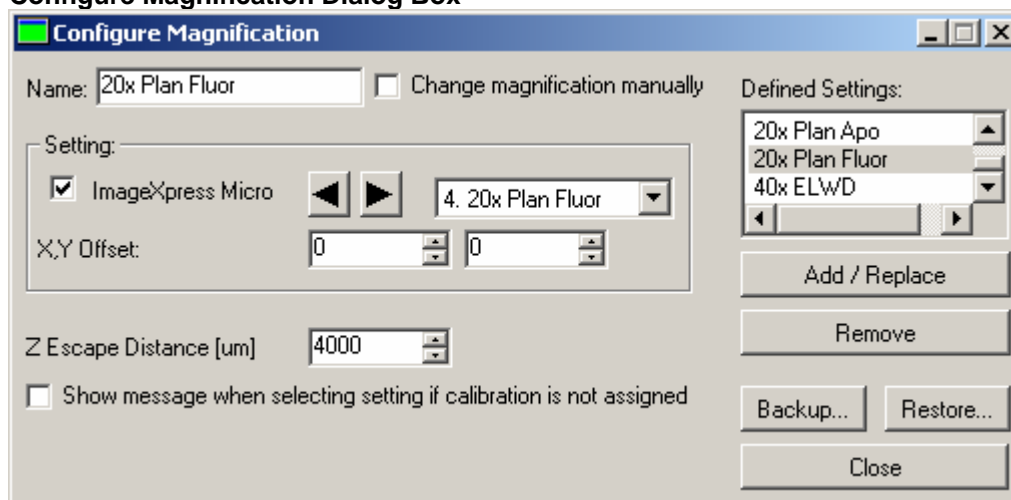 Configure Magnification Dialog Box
Configure Magnification
Name: 20x Plan Fluor Change magnification manually
Defined Settings:
20x Plan Apo
20x Plan Fluor
40x ELWD
Setting:
ImageXpress Micro 4. 20x Plan Fluor
X,Y Offset: 0 0
Add / Replace
Remove
Z Escape Distance [um] 4000
Show message when selecting setting if calibration is not assigned
Backup... Restore...
Close